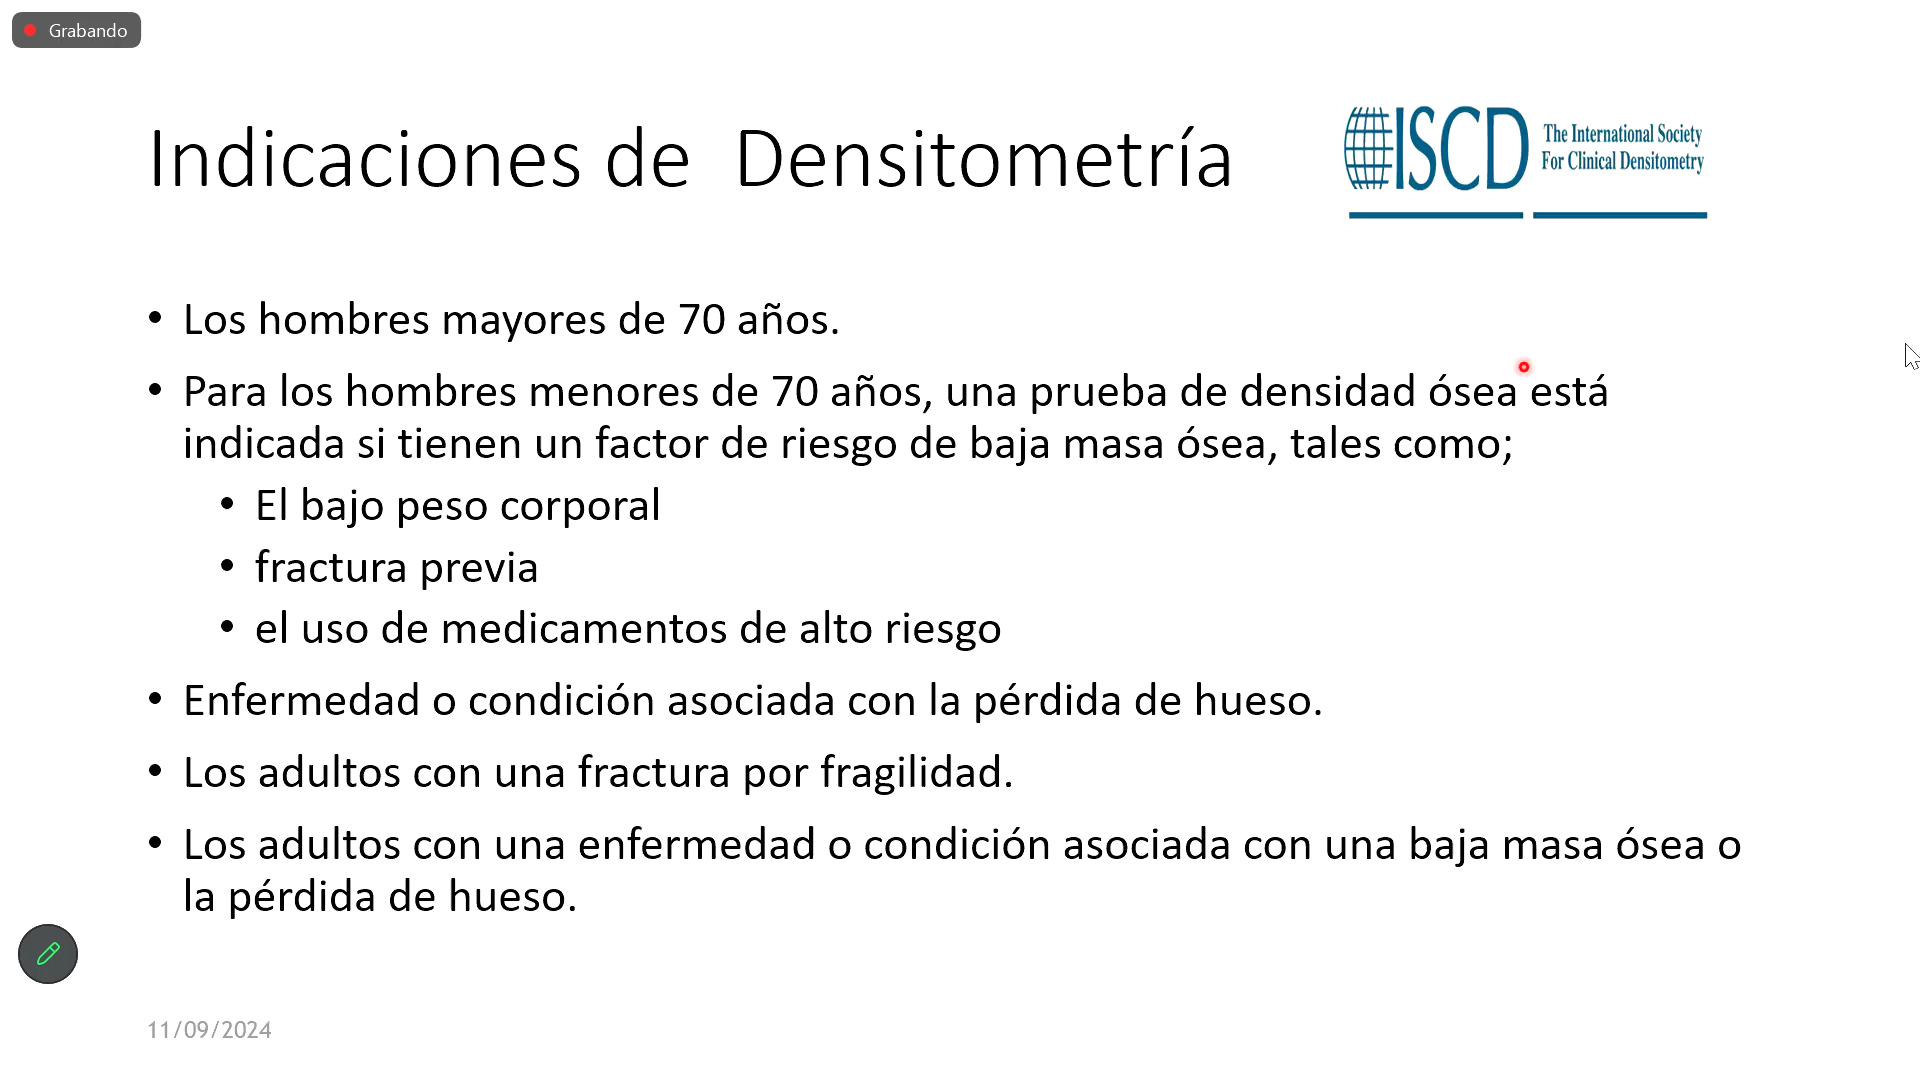 Grabando
Indicaciones de  Densitometría
ISCD
The International Society
For Clinical Densitometry
• Los hombres mayores de 70 años.
• Para los hombres menores de 70 años, una prueba de densidad ósea está
indicada si tienen un factor de riesgo de baja masa ósea, tales como;
• El bajo peso corporal
• fractura previa
• el uso de medicamentos de alto riesgo
• Enfermedad o condición asociada con la pérdida de hueso.
• Los adultos con una fractura por fragilidad.
• Los adultos con una enfermedad o condición asociada con una baja masa ósea o
la pérdida de hueso.
11/09/2024